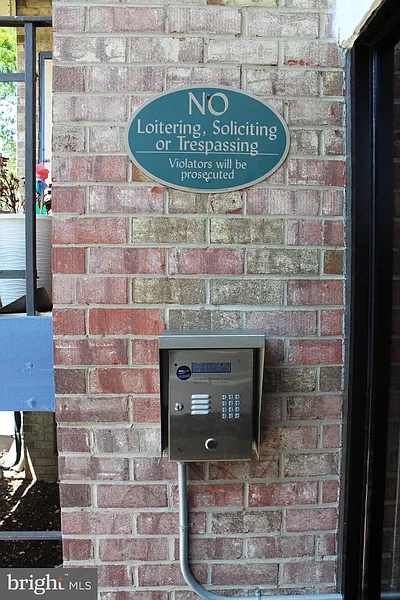 NO
Loitering, Soliciting
or Trespassing
Violators will be
prosecuted
bright MLS